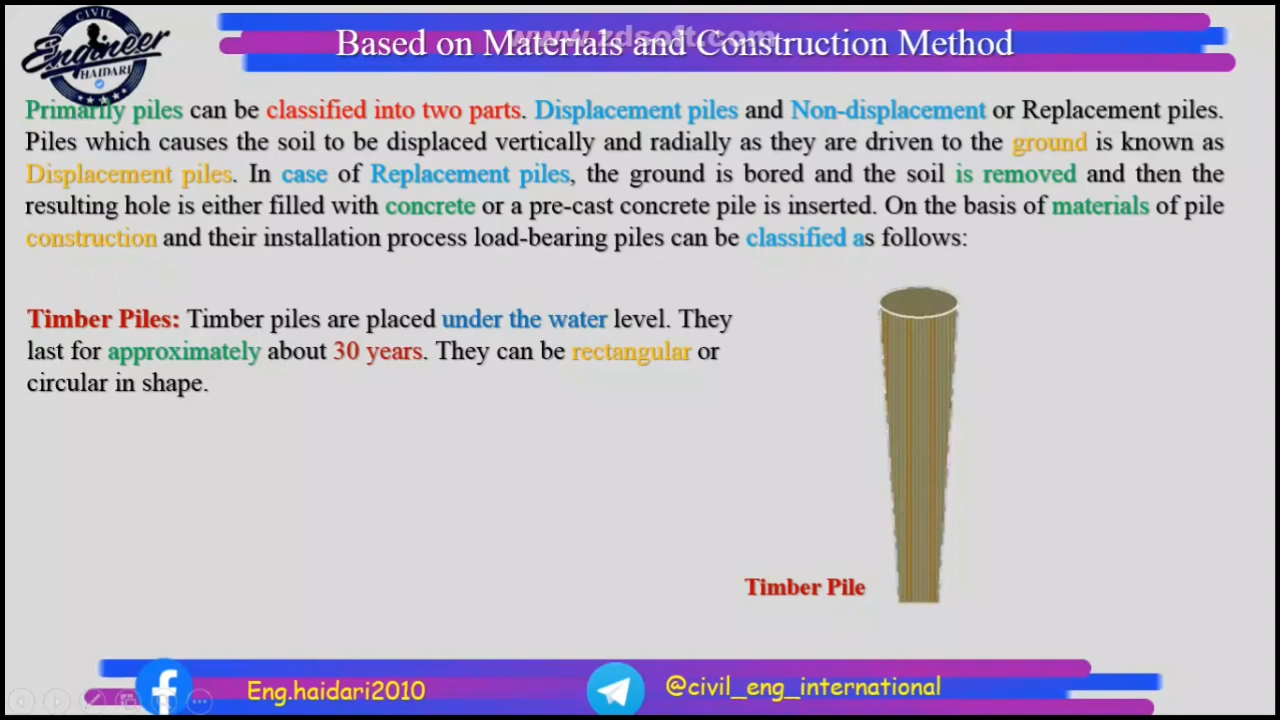 CIVIL
Engineer
HAIDARI
www.zdsoft.com
Based on Materials and Construction Method
Primarily piles can be classified into two parts. Displacement piles and Non-displacement or Replacement piles.
Piles which causes the soil to be displaced vertically and radially as they are driven to the ground is known as
Displacement piles. In case of Replacement piles, the ground is bored and the soil is removed and then the
resulting hole is either filled with concrete or a pre-cast concrete pile is inserted. On the basis of materials of pile
construction and their installation process load-bearing piles can be classified as follows:
Timber Piles: Timber piles are placed under the water level. They
last for approximately about 30 years. They can be rectangular or
circular in shape.
Timber Pile
Eng.haidari2010
@civil_eng_international